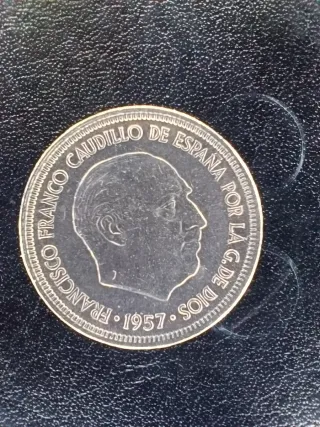 · FRANCISCO FRANCO CAUDILLO DE ESPAÑA POR LA G. DE DIOS ·
1957